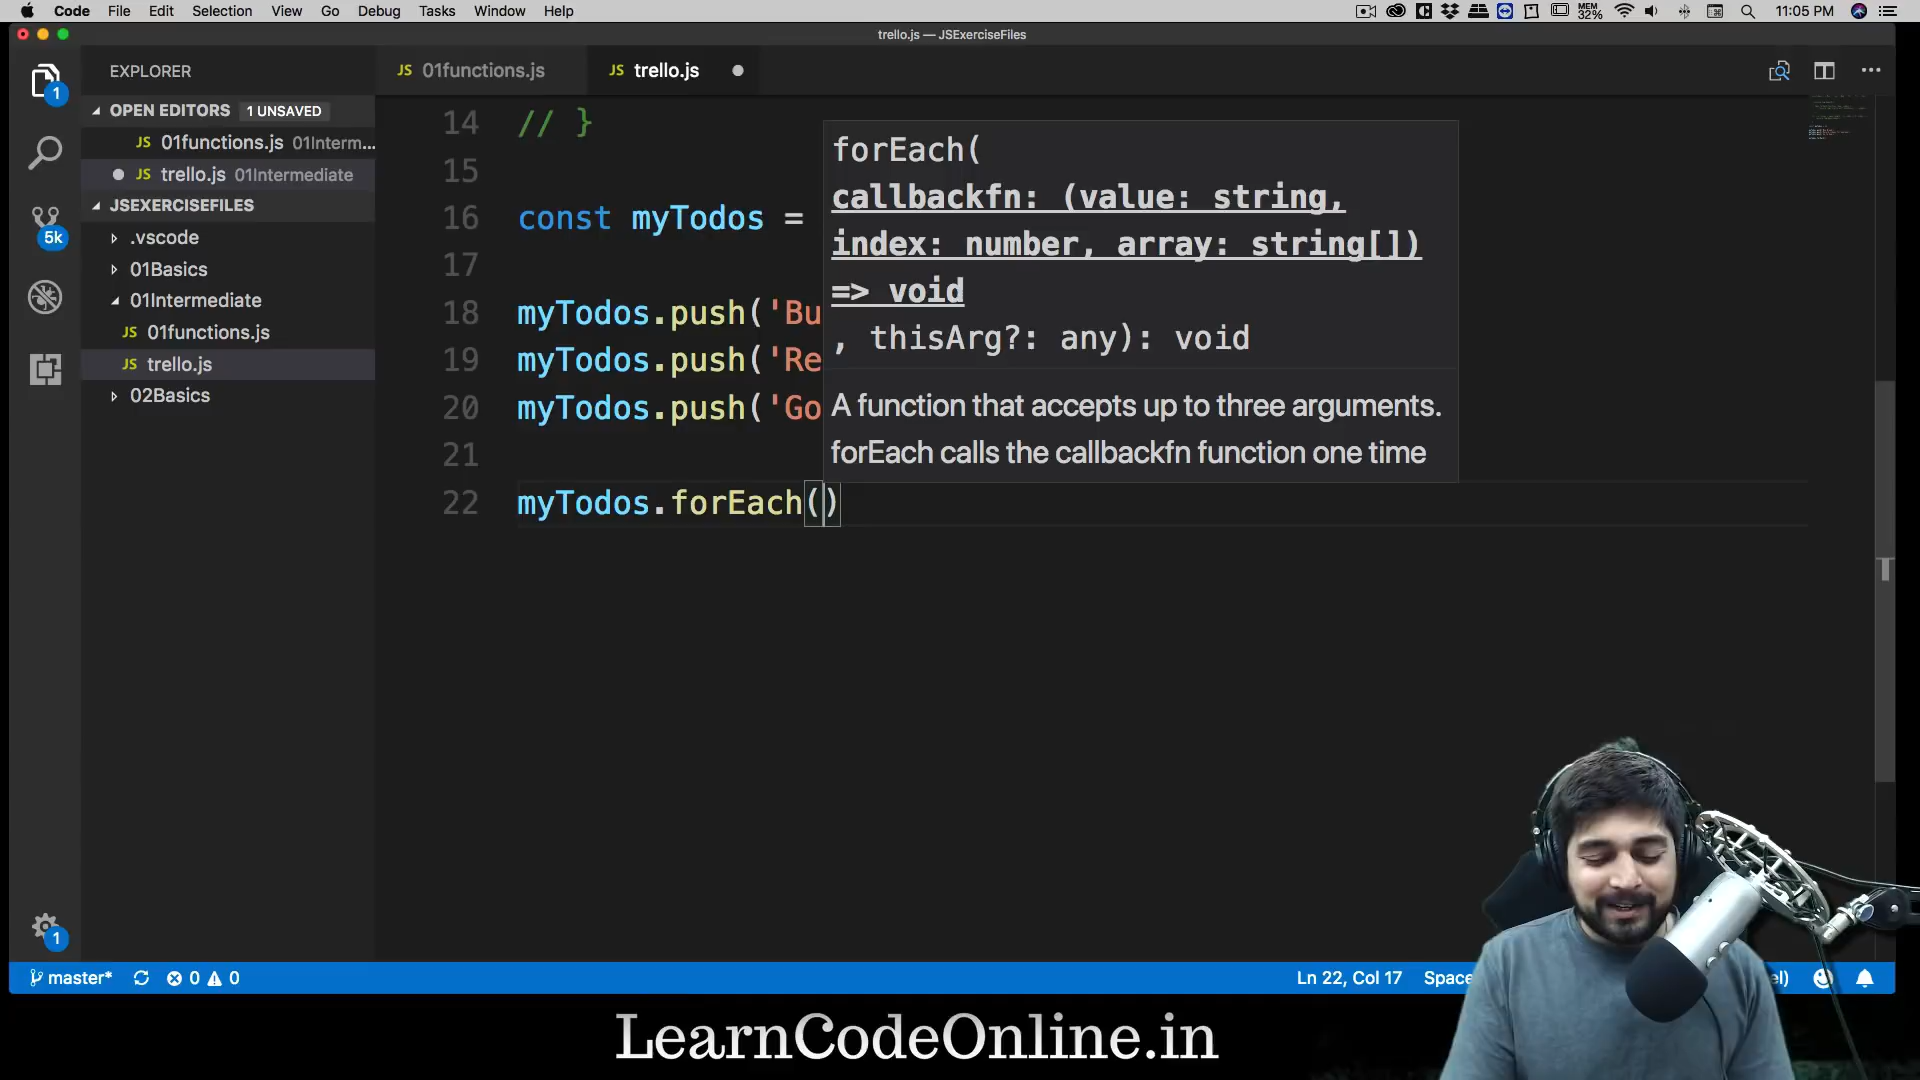 Code File Edit Selection View Go Debug Tasks Window Help
MEM 32%
11:05 PM
trello.js — JSExerciseFiles
EXPLORER
OPEN EDITORS 1 UNSAVED
JS 01functions.js 01Interm...
JS trello.js 01Intermediate
JSEXERCISEFILES
.vscode
01Basics
01Intermediate
JS 01functions.js
JS trello.js
02Basics
1
5k
1
JS 01functions.js
JS trello.js
14 // }
15
16 const myTodos =
17
18 myTodos.push('Bu
19 myTodos.push('Re
20 myTodos.push('Go
21
22 myTodos.forEach()
forEach(
callbackfn: (value: string,
index: number, array: string[])
=> void
, thisArg?: any): void
A function that accepts up to three arguments.
forEach calls the callbackfn function one time
master* 0 0
Ln 22, Col 17 Space
el)
LearnCodeOnline.in